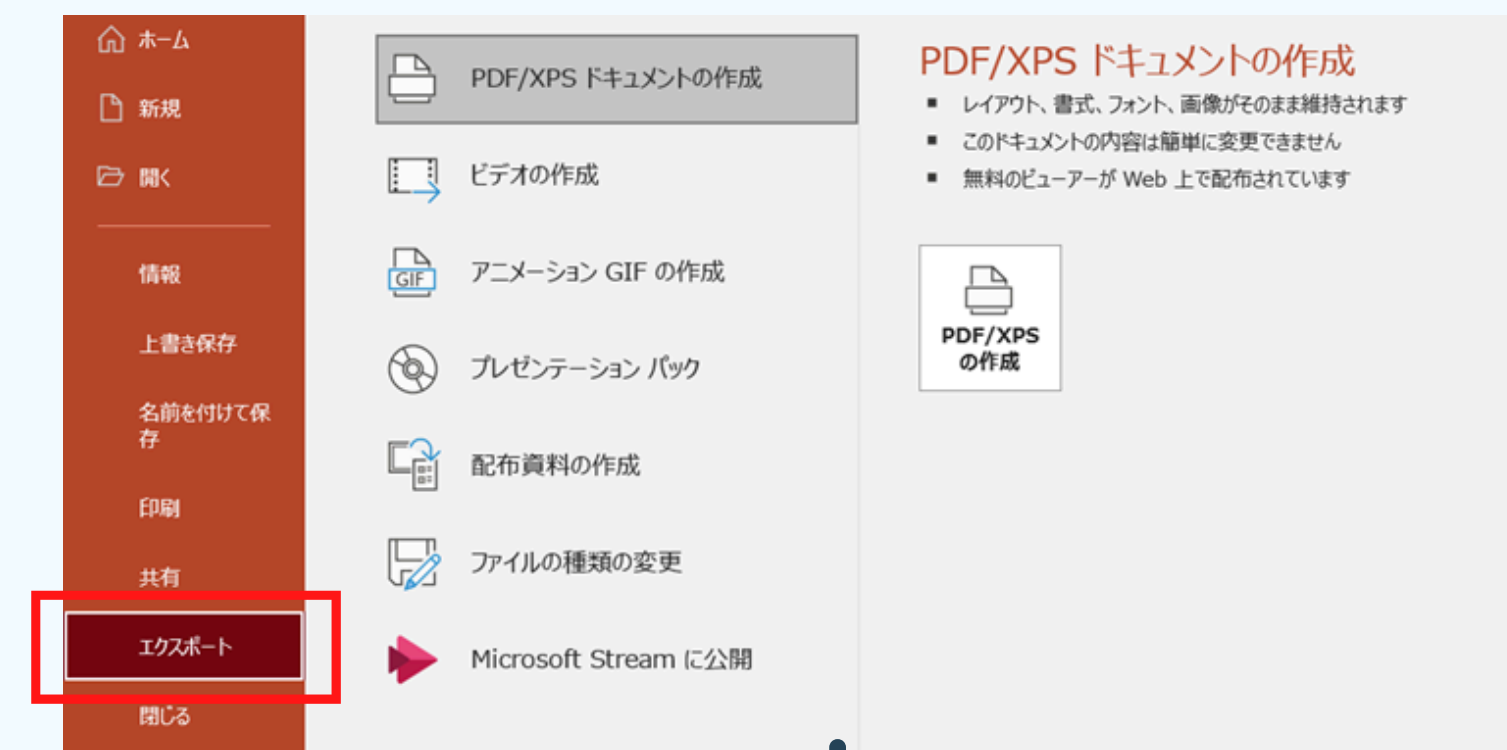 ホーム
新規
開く
情報
上書き保存
名前を付けて保
存
印刷
共有
エクスポート
閉じる
PDF/XPS ドキュメントの作成
ビデオの作成
GIF
アニメーション GIF の作成
プレゼンテーション パック
配布資料の作成
ファイルの種類の変更
Microsoft Stream に公開
PDF/XPS ドキュメントの作成
レイアウト、書式、フォント、画像がそのまま維持されます
このドキュメントの内容は簡単に変更できません
無料のビューアーが Web 上で配布されています
PDF/XPS
の作成